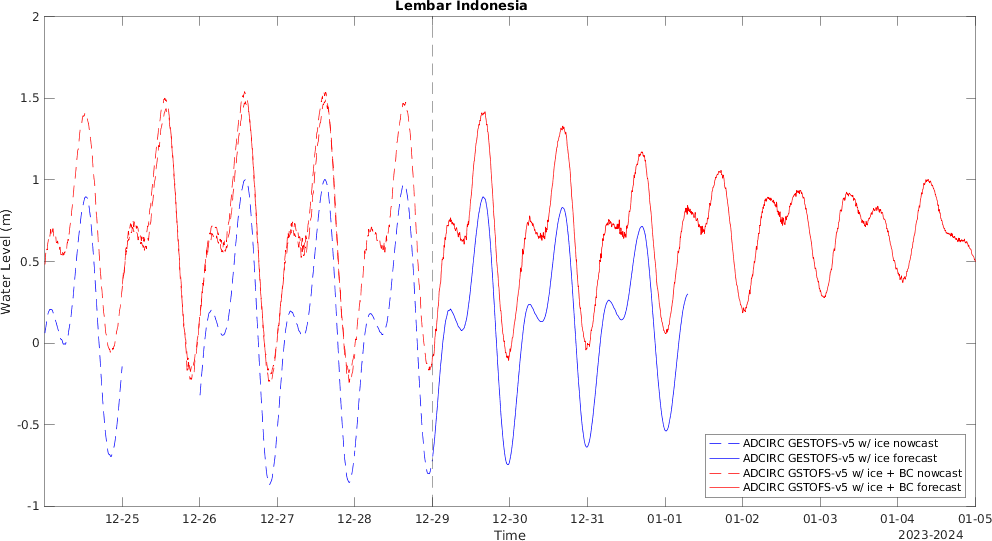 Lembar Indonesia
2
1.5
1
0.5
0
-0.5
-1
Water Level (m)
12-25 12-26 12-27 12-28 12-29 12-30 12-31 01-01 01-02 01-03 01-04 01-05
Time
2023-2024
ADCIRC GESTOFS-v5 w/ ice nowcast
ADCIRC GESTOFS-v5 w/ ice forecast
ADCIRC GSTOFS-v5 w/ ice + BC nowcast
ADCIRC GSTOFS-v5 w/ ice + BC forecast